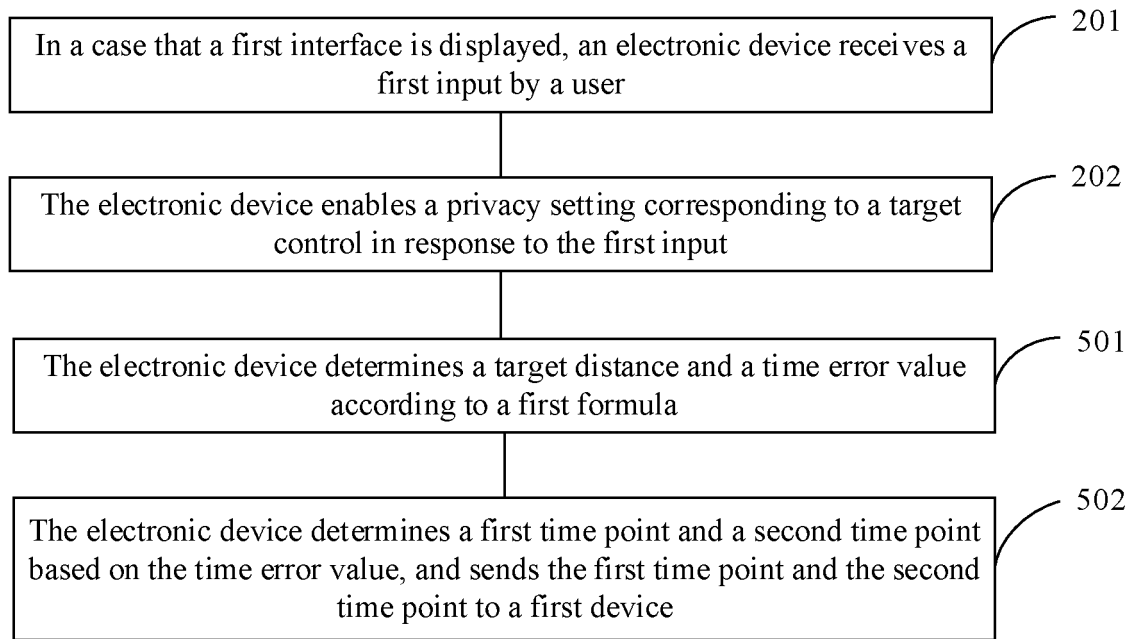 In a case that a first interface is displayed, an electronic device receives a
first input by a user
201
The electronic device enables a privacy setting corresponding to a target
control in response to the first input
202
The electronic device determines a target distance and a time error value
according to a first formula
501
The electronic device determines a first time point and a second time point
based on the time error value, and sends the first time point and the second
time point to a first device
502